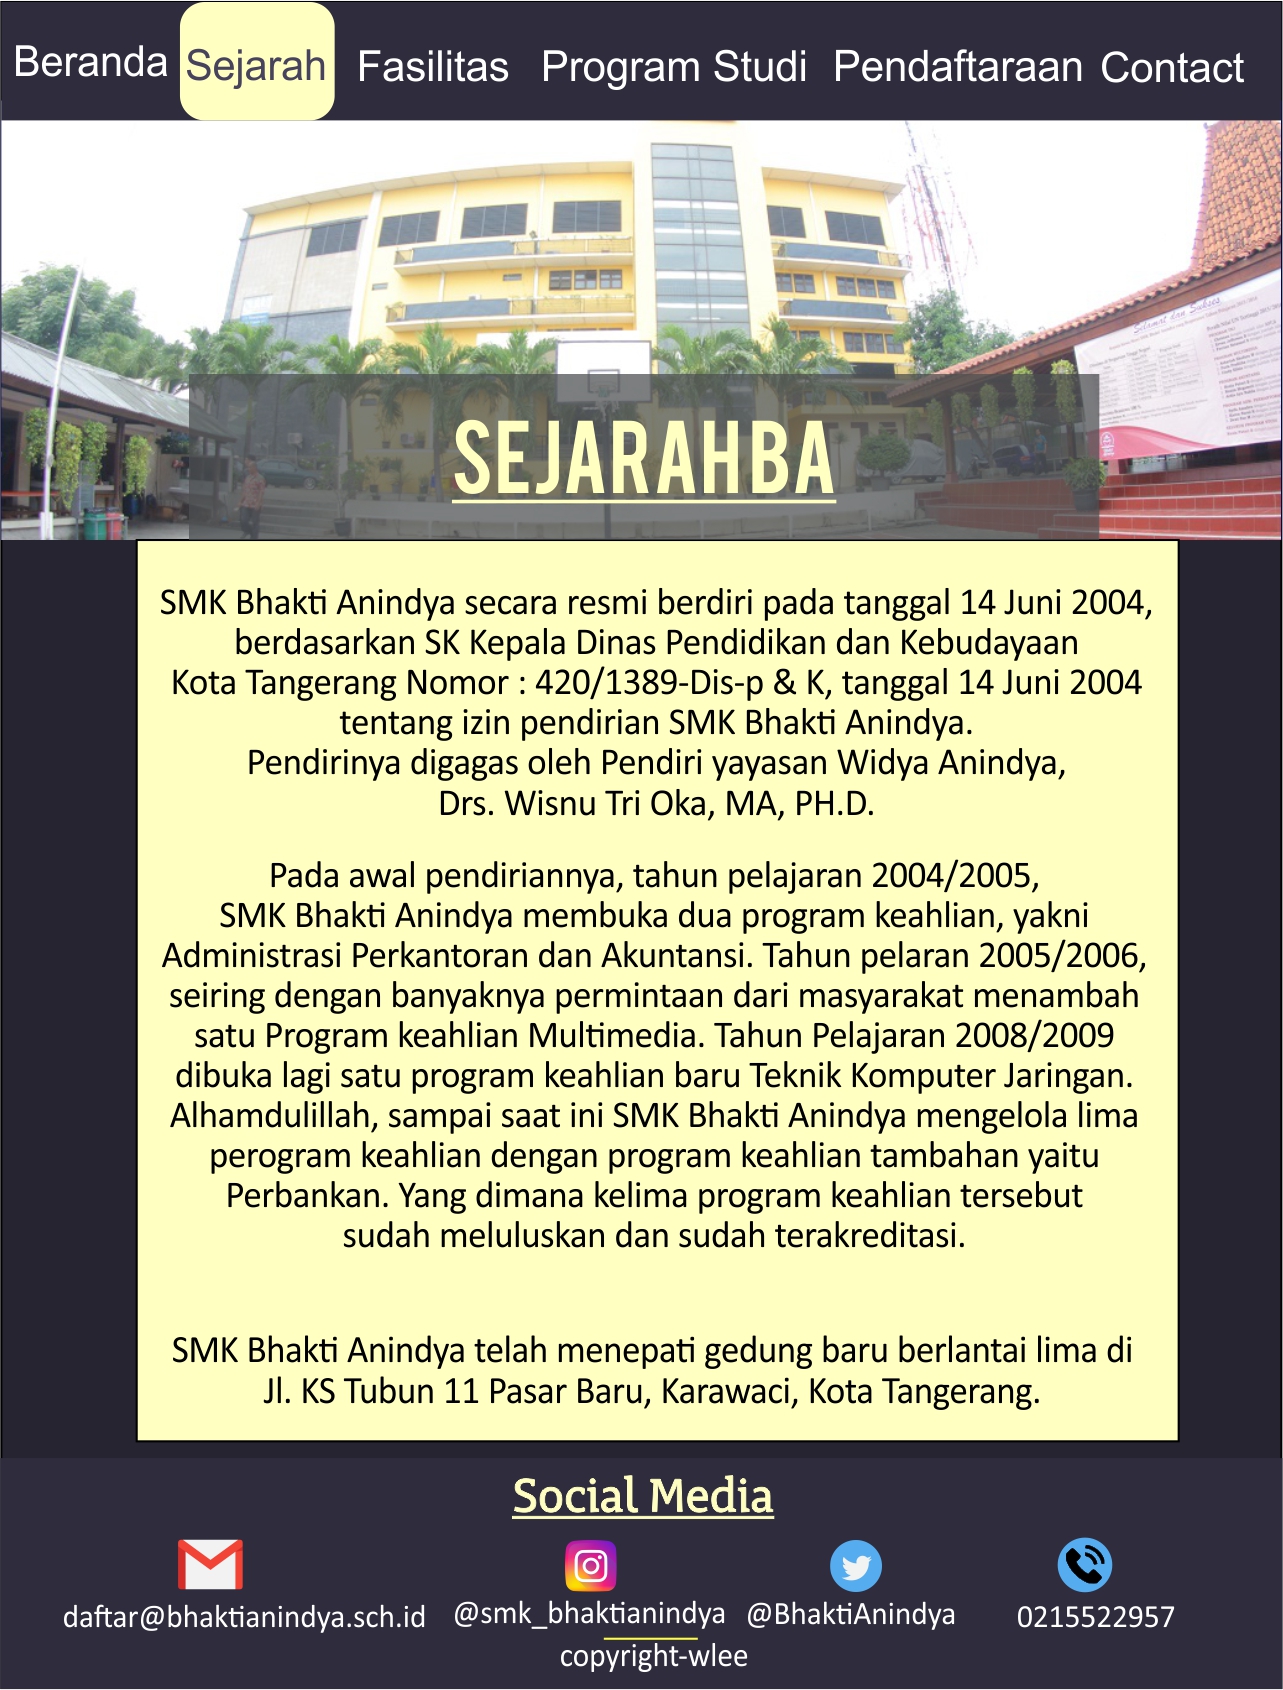 Beranda Sejarah Fasilitas Program Studi Pendaftaraan Contact
Selamat dan Sukses
SEJARAHBA
SMK Bhakti Anindya secara resmi berdiri pada tanggal 14 Juni 2004,
berdasarkan SK Kepala Dinas Pendidikan dan Kebudayaan
Kota Tangerang Nomor : 420/1389-Dis-p & K, tanggal 14 Juni 2004
tentang izin pendirian SMK Bhakti Anindya.
Pendirinya digagas oleh Pendiri yayasan Widya Anindya,
Drs. Wisnu Tri Oka, MA, PH.D.
Pada awal pendiriannya, tahun pelajaran 2004/2005,
SMK Bhakti Anindya membuka dua program keahlian, yakni
Administrasi Perkantoran dan Akuntansi. Tahun pelaran 2005/2006,
seiring dengan banyaknya permintaan dari masyarakat menambah
satu Program keahlian Multimedia. Tahun Pelajaran 2008/2009
dibuka lagi satu program keahlian baru Teknik Komputer Jaringan.
Alhamdulillah, sampai saat ini SMK Bhakti Anindya mengelola lima
perogram keahlian dengan program keahlian tambahan yaitu
Perbankan. Yang dimana kelima program keahlian tersebut
sudah meluluskan dan sudah terakreditasi.
SMK Bhakti Anindya telah menepati gedung baru berlantai lima di
Jl. KS Tubun 11 Pasar Baru, Karawaci, Kota Tangerang.
Social Media
daftar@bhaktianindya.sch.id @smk_bhaktianindya @BhaktiAnindya 0215522957
copyright-wlee